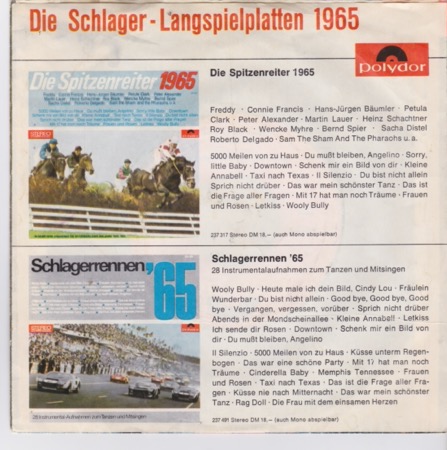 Die Schlager-Langspielplatten 1965
Polydor
Die Spitzenreiter 1965
Die Spitzenreiter 1965
Freddy · Connie Francis · Hans-Jürgen Bäumler · Petula
Clark · Peter Alexander · Martin Lauer · Heinz Schachtner
Roy Black · Wencke Myhre · Bernd Spier · Sacha Distel
Roberto Delgado · Sam The Sham And The Pharaohs u. a.
5000 Meilen von zu Haus · Du mußt bleiben, Angelino · Sorry,
little Baby · Downtown · Schenk mir ein Bild von dir · Kleine
Annabell · Taxi nach Texas · Il Silenzio · Du bist nicht allein
Sprich nicht drüber · Das war mein schönster Tanz · Das ist
die Frage aller Fragen · Mit 17 hat man noch Träume · Frauen
und Rosen · Letkiss · Wooly Bully
237 317 Stereo DM 18,– (auch Mono abspielbar)
Schlagerrennen '65
28 Instrumental-Aufnahmen zum Tanzen und Mitsingen
Schlagerrennen '65
28 Instrumentalaufnahmen zum Tanzen und Mitsingen
Wooly Bully · Heute male ich dein Bild, Cindy Lou · Fräulein
Wunderbar · Du bist nicht allein · Good bye, Good bye, Good
bye · Vergangen, vergessen, vorüber · Sprich nicht drüber
Abends in der Mondscheinallee · Kleine Annabell · Letkiss
Ich sende dir Rosen · Downtown · Schenk mir ein Bild von
dir · Du mußt bleiben, Angelino
Il Silenzio · 5000 Meilen von zu Haus · Küsse unterm Regen-
bogen · Das war eine schöne Party · Mit 17 hat man noch
Träume · Cinderella Baby · Memphis Tennessee · Frauen
und Rosen · Taxi nach Texas · Das ist die Frage aller Fra-
gen · Küsse nie nach Mitternacht · Das war mein schönster
Tanz · Rag Doll · Die Frau mit dem einsamen Herzen
237 491 Stereo DM 16,– (auch Mono abspielbar)